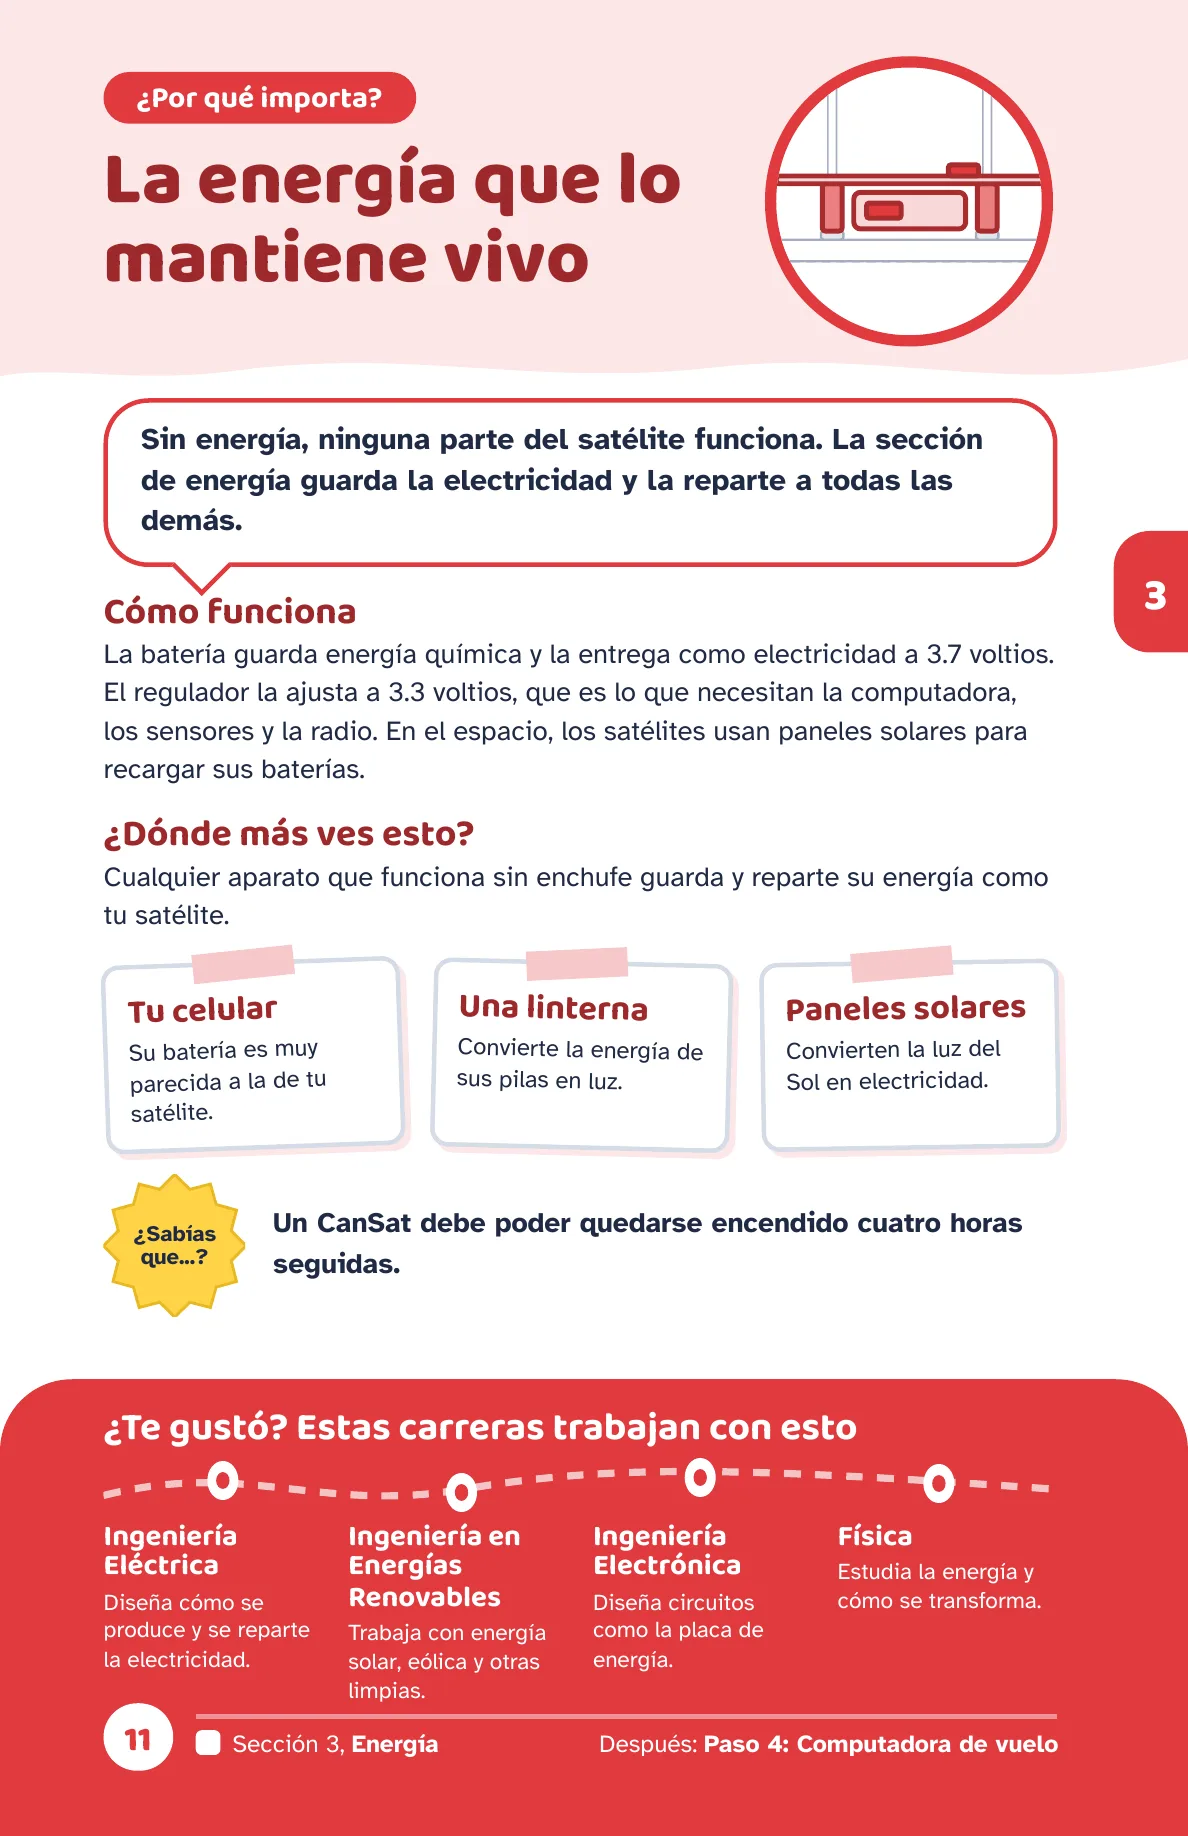 ¿Por qué importa?
La energía que lo
mantiene vivo
Sin energía, ninguna parte del satélite funciona. La sección
de energía guarda la electricidad y la reparte a todas las
demás.
3
Cómo funciona
La batería guarda energía química y la entrega como electricidad a 3.7 voltios.
El regulador la ajusta a 3.3 voltios, que es lo que necesitan la computadora,
los sensores y la radio. En el espacio, los satélites usan paneles solares para
recargar sus baterías.
¿Dónde más ves esto?
Cualquier aparato que funciona sin enchufe guarda y reparte su energía como
tu satélite.
Tu celular
Su batería es muy
parecida a la de tu
satélite.
Una linterna
Convierte la energía de
sus pilas en luz.
Paneles solares
Convierten la luz del
Sol en electricidad.
¿Sabías
que...?
Un CanSat debe poder quedarse encendido cuatro horas
seguidas.
¿Te gustó? Estas carreras trabajan con esto
Ingeniería
Eléctrica
Diseña cómo se
produce y se reparte
la electricidad.
Ingeniería en
Energías
Renovables
Trabaja con energía
solar, eólica y otras
limpias.
Ingeniería
Electrónica
Diseña circuitos
como la placa de
energía.
Física
Estudia la energía y
cómo se transforma.
11
Sección 3, Energía
Después: Paso 4: Computadora de vuelo